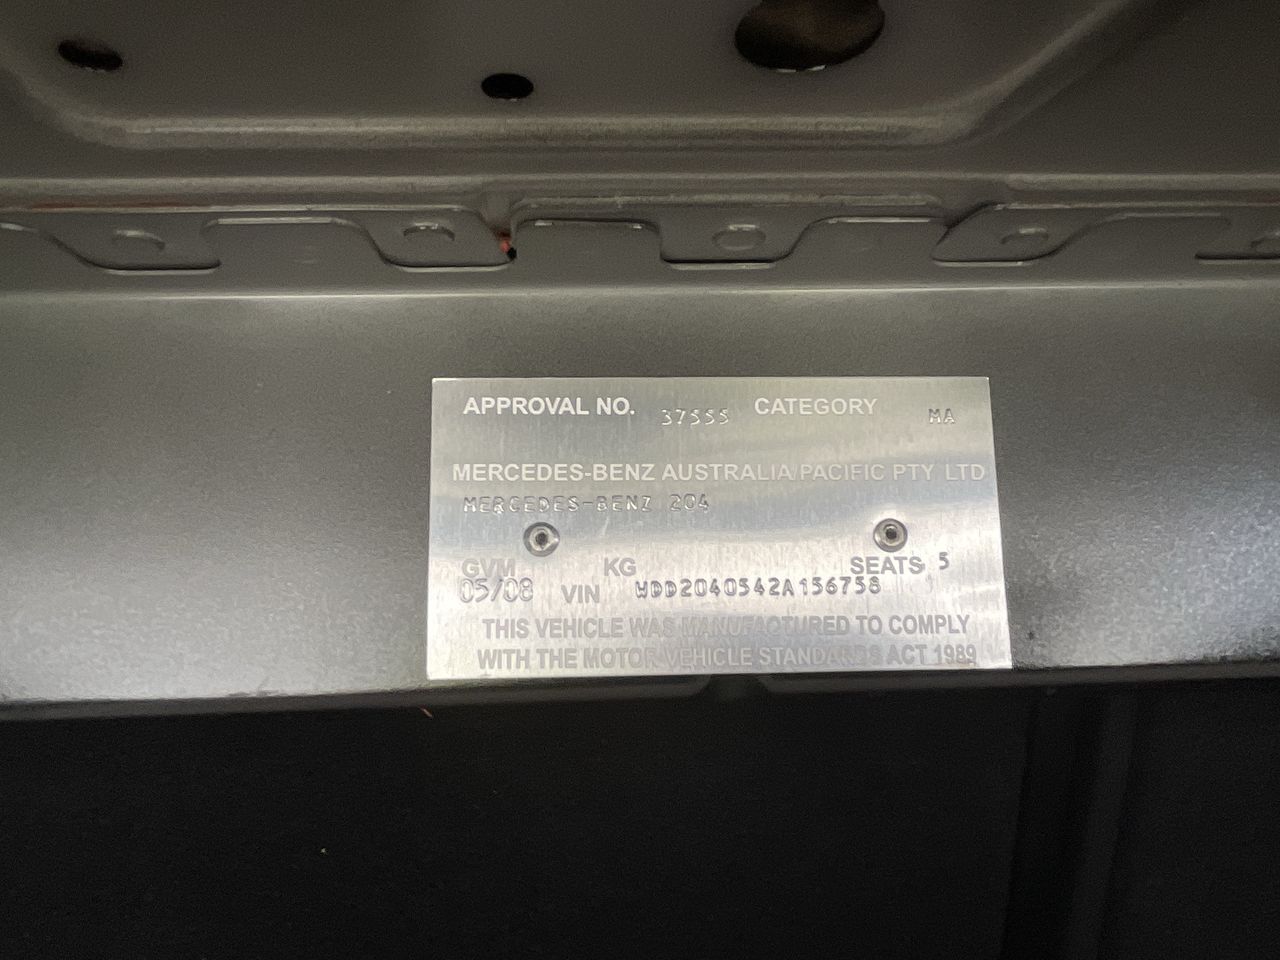 APPROVAL NO. 37555 CATEGORY MA
MERCEDES-BENZ AUSTRALIA/PACIFIC PTY LTD
MERCEDES-BENZ 204
GVM KG SEATS 5
05/08 VIN WDD2040542A156758
THIS VEHICLE WAS MANUFACTURED TO COMPLY
WITH THE MOTOR VEHICLE STANDARDS ACT 1989